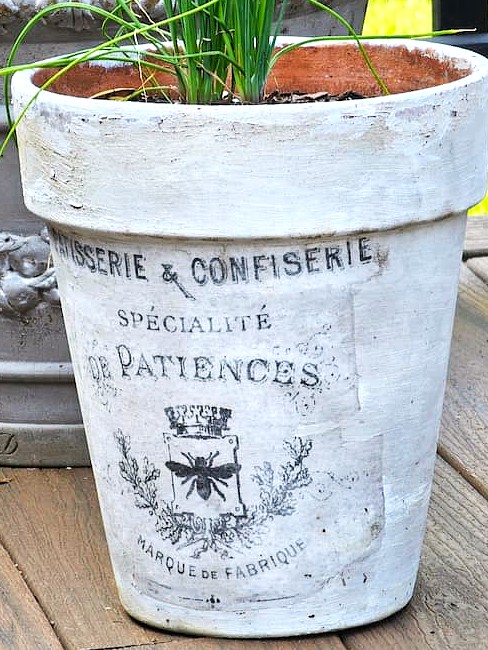 PATISSERIE & CONFISERIE
SPÉCIALITÉ
DE PATIENCES
MARQUE DE FABRIQUE